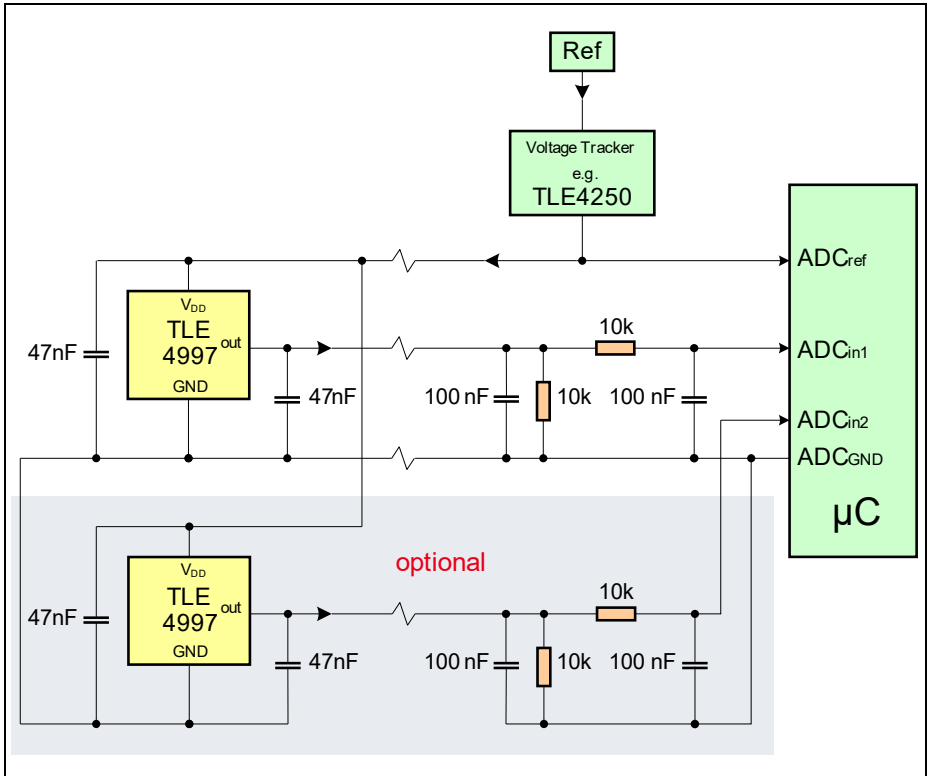 Ref
Voltage Tracker
e.g.
TLE4250
ADCref
VDD
TLE
4997
out
GND
47nF
47nF
100 nF
10k
10k
100 nF
ADCin1
ADCin2
ADCGND
µC
optional
VDD
TLE
4997
out
GND
47nF
47nF
100 nF
10k
10k
100 nF